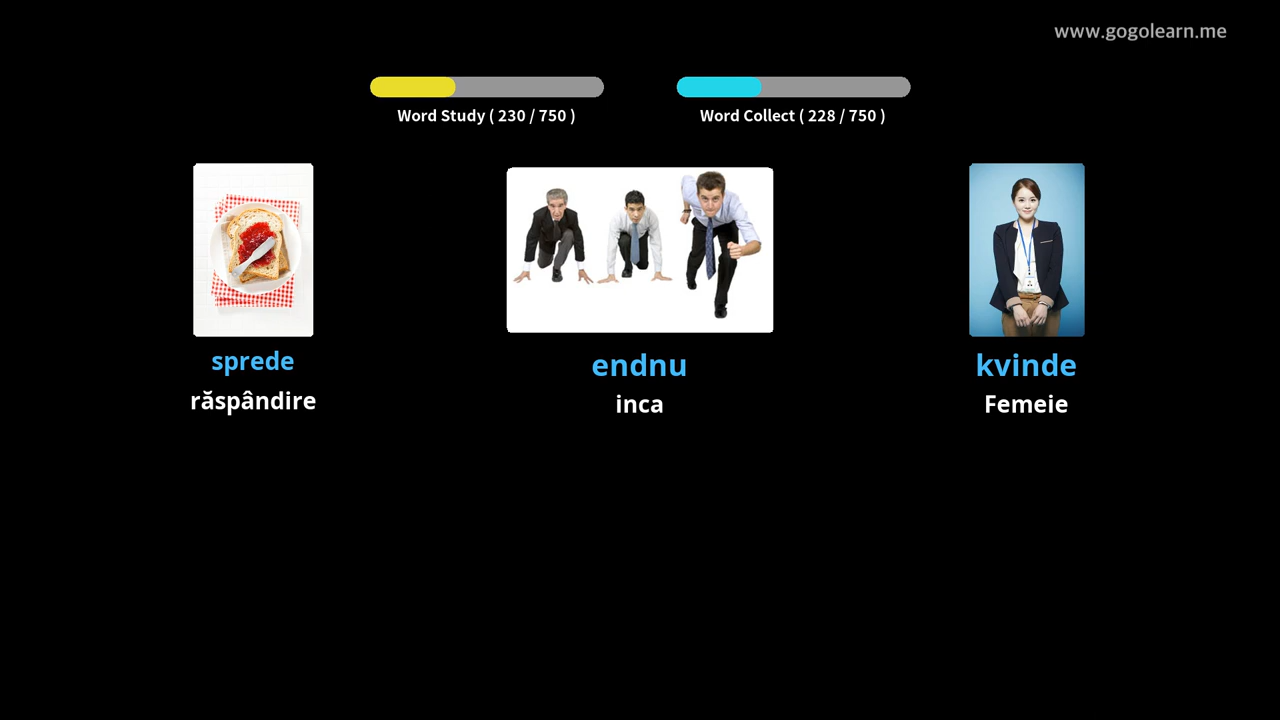 www.gogolearn.me
Word Study ( 230 / 750 )
Word Collect ( 228 / 750 )
sprede
răspândire
endnu
inca
kvinde
Femeie